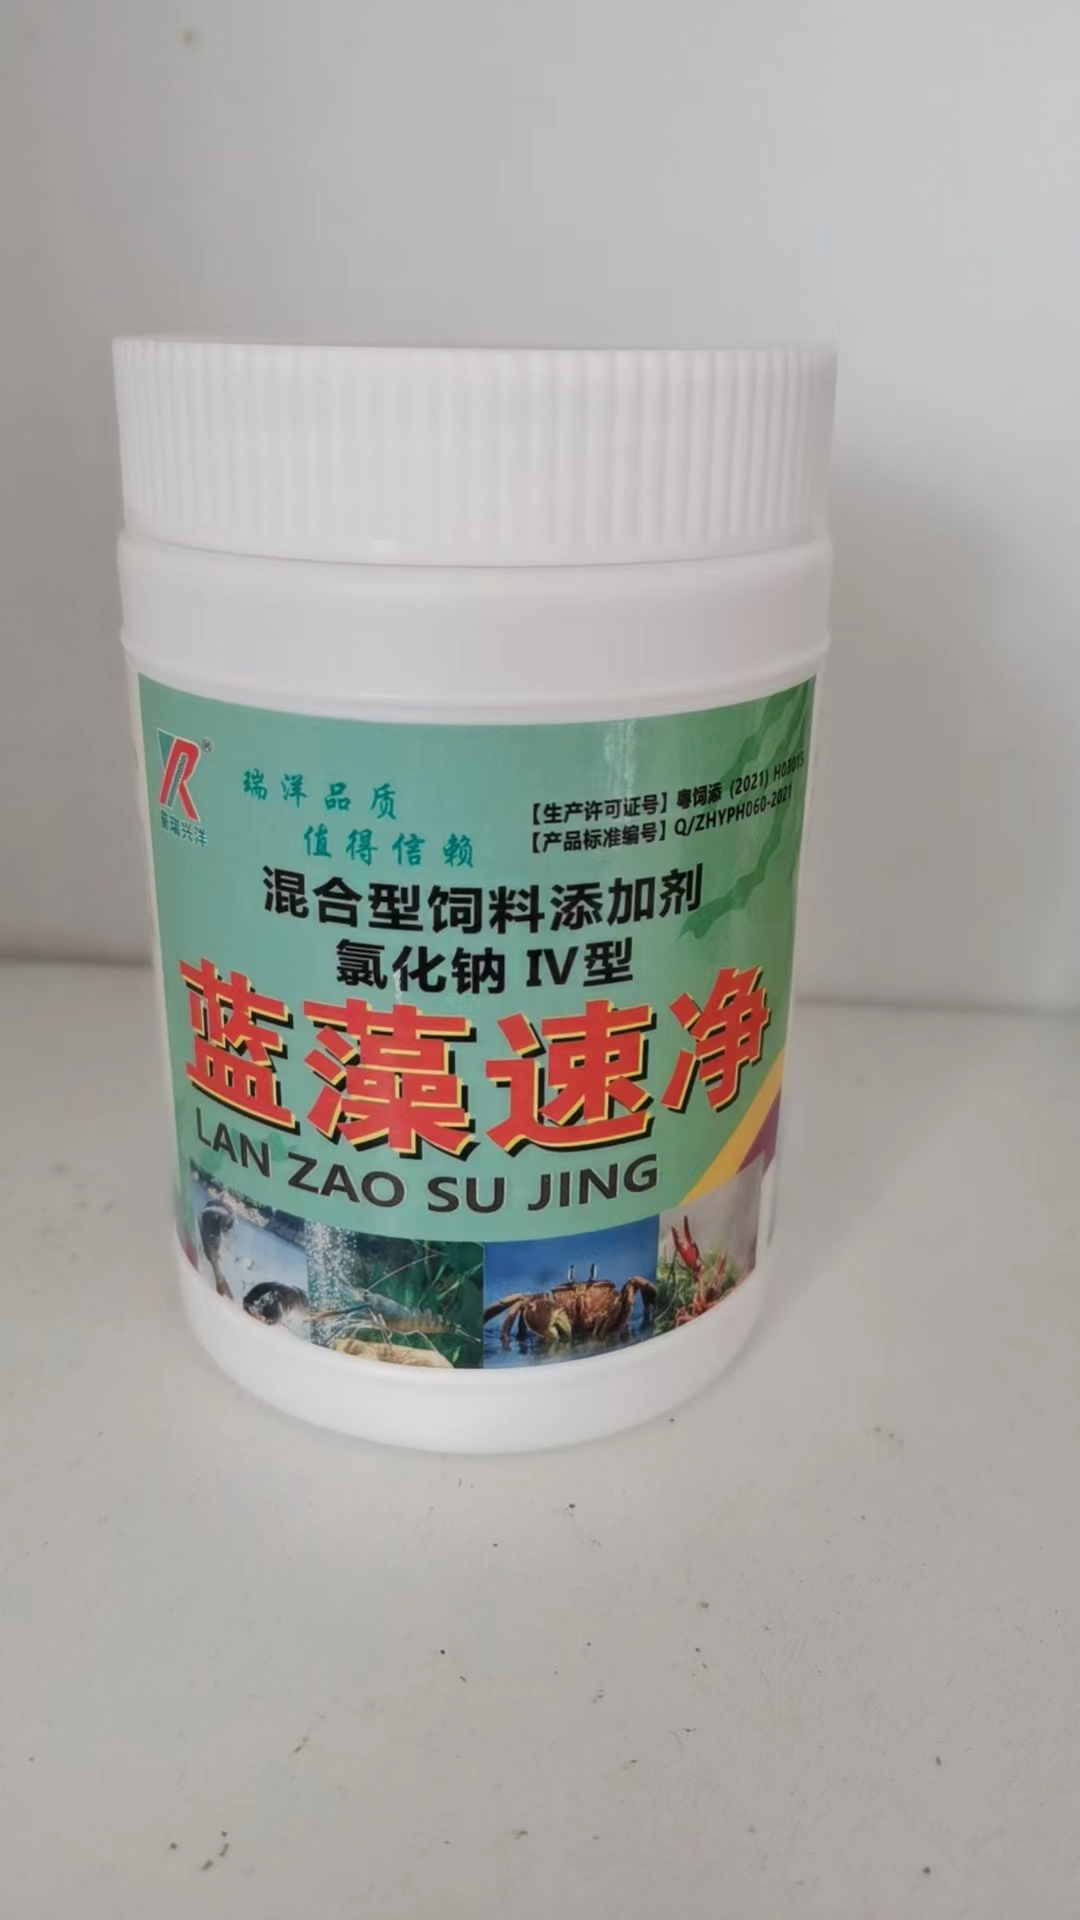 瑞洋品质
值得信赖
【生产许可证号】粤饲添 (2021) H03015
【产品标准编号】Q/ZHYPH060-2021
混合型饲料添加剂
氯化钠 IV型
蓝藻速净
LAN ZAO SU JING